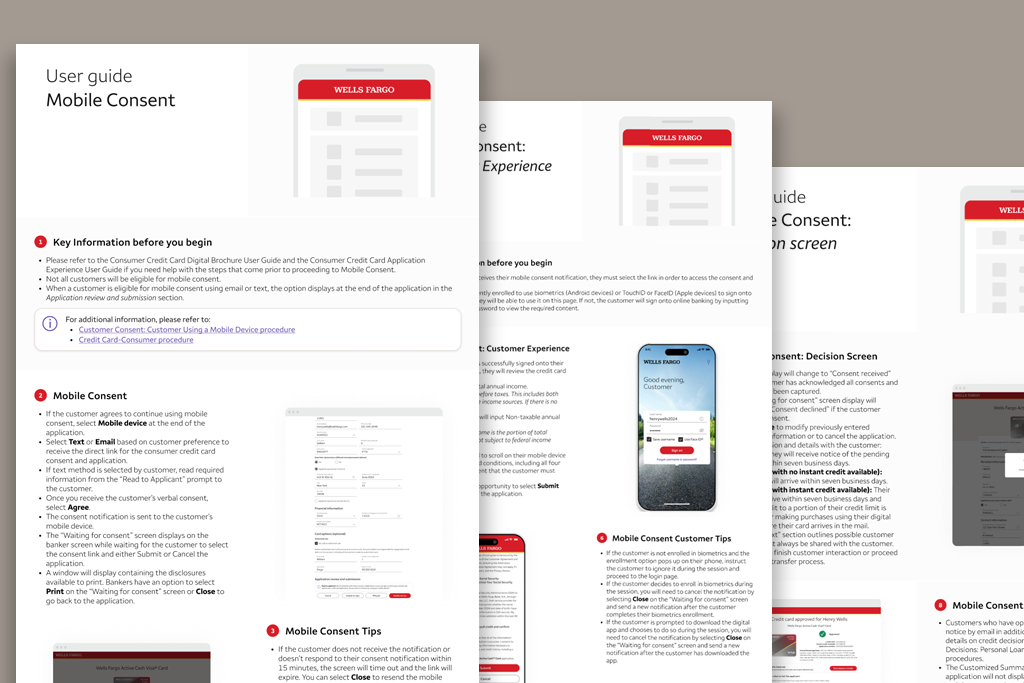 User guide
Mobile Consent
WELLS FARGO
1 Key Information before you begin
• Please refer to the Consumer Credit Card Digital Brochure User Guide and the Consumer Credit Card Application
Experience User Guide if you need help with the steps that come prior to proceeding to Mobile Consent.
• Not all customers will be eligible for mobile consent.
• When a customer is eligible for mobile consent using email or text, the option displays at the end of the application in the
Application review and submission section.
For additional information, please refer to:
• Customer Consent: Customer Using a Mobile Device procedure
• Credit Card-Consumer procedure
2 Mobile Consent
• If the customer agrees to continue using mobile
consent, select Mobile device at the end of the
application.
• Select Text or Email based on customer preference to
receive the direct link for the consumer credit card
consent and application.
• If text method is selected by customer, read required
information from the "Read to Applicant" prompt to
the customer.
• Once you receive the customer's verbal consent,
select Agree.
• The consent notification is sent to the customer's
mobile device.
• The "Waiting for consent" screen displays on the
banker screen while waiting for the customer to select
the consent link and either Submit or Cancel the
application.
• A window will display containing the disclosures
available to print. Bankers have an option to select
Print on the "Waiting for consent" screen or Close to
go back to the application.
Wells Fargo Active Cash Visa® Card
3 Mobile Consent Tips
• If the customer does not receive the notification or
doesn't respond to their consent notification within
15 minutes, the screen will time out and the link will
expire. You can select Close to resend the mobile
e
onsent:
Experience
WELLS FARGO
on before you begin
ceives their mobile consent notification, they must select the link in order to access the consent and
ently enrolled to use biometrics (Android devices) or TouchID or FaceID (Apple devices) to sign onto
ey will be able to use it on this page. If not, the customer will sign onto online banking by inputting
ssword to view the required content.
t: Customer Experience
s successfully signed onto their
, they will review the credit card
al annual income.
efore taxes. This includes both
e income sources. If there is no
will input Non-taxable annual
ome is the portion of total
ot subject to federal income
to scroll on their mobile device
d conditions, including all four
ent that the customer must
pportunity to select Submit
the application.
WELLS FARGO
Good evening,
Customer
henrywells2024
Save username
Use Face ID®
Sign on
Forgot username or password?
6 Mobile Consent Customer Tips
• If the customer is not enrolled in biometrics and the
enrollment option pops up on their phone, instruct
the customer to ignore it during the session and
proceed to the login page.
• If the customer decides to enroll in biometrics during
the session, you will need to cancel the notification by
selecting Close on the "Waiting for consent" screen
and send a new notification after the customer
completes their biometrics enrollment.
• If the customer is prompted to download the digital
app and chooses to do so during the session, you will
need to cancel the notification by selecting Close on
the "Waiting for consent" screen and send a new
notification after the customer has downloaded the
app.
uide
e Consent:
on screen
WELLS
onsent: Decision Screen
lay will change to "Consent received"
mer has acknowledged all consents and
been captured.
g for consent" screen display will
Consent declined" if the customer
nsent.
e to modify previously entered
formation or to cancel the application.
ion and details with the customer:
hey will receive notice of the pending
hin seven business days.
with no instant credit available):
ll arrive within seven business days.
with instant credit available): Their
ve within seven business days and
it to a portion of their credit limit is
making purchases using their digital
e their card arrives in the mail.
text" section outlines possible customer
t always be shared with the customer.
finish customer interaction or proceed
ransfer process.
Credit card approved for Henry Wells
8 Mobile Consent
• Customers who have op
notice by email in addition
details on credit decision
Decisions: Personal Loan
procedures.
• The Customized Summa
application will not displ